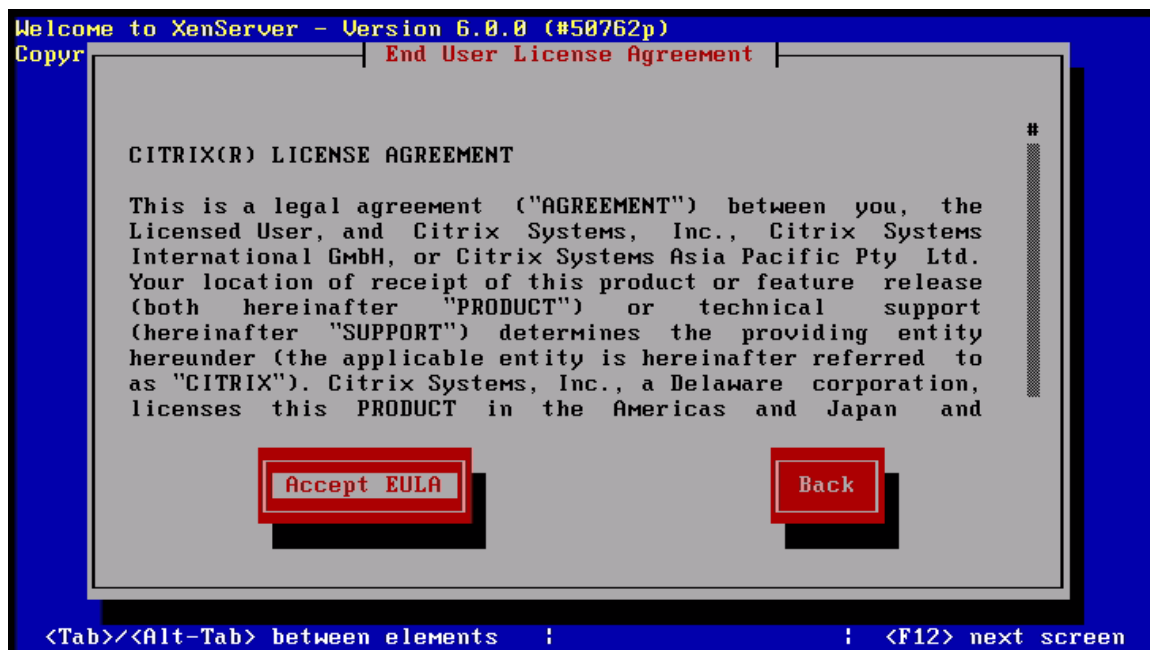 Welcome to XenServer - Version 6.0.0 (#50762p)
Copyr
End User License Agreement
#
CITRIX(R) LICENSE AGREEMENT
This is a legal agreement ("AGREEMENT") between you, the
Licensed User, and Citrix Systems, Inc., Citrix Systems
International GmbH, or Citrix Systems Asia Pacific Pty Ltd.
Your location of receipt of this product or feature release
(both hereinafter "PRODUCT") or technical support
(hereinafter "SUPPORT") determines the providing entity
hereunder (the applicable entity is hereinafter referred to
as "CITRIX"). Citrix Systems, Inc., a Delaware corporation,
licenses this PRODUCT in the Americas and Japan and
Accept EULA
Back
<Tab>/<Alt-Tab> between elements ¦ ¦ <F12> next screen